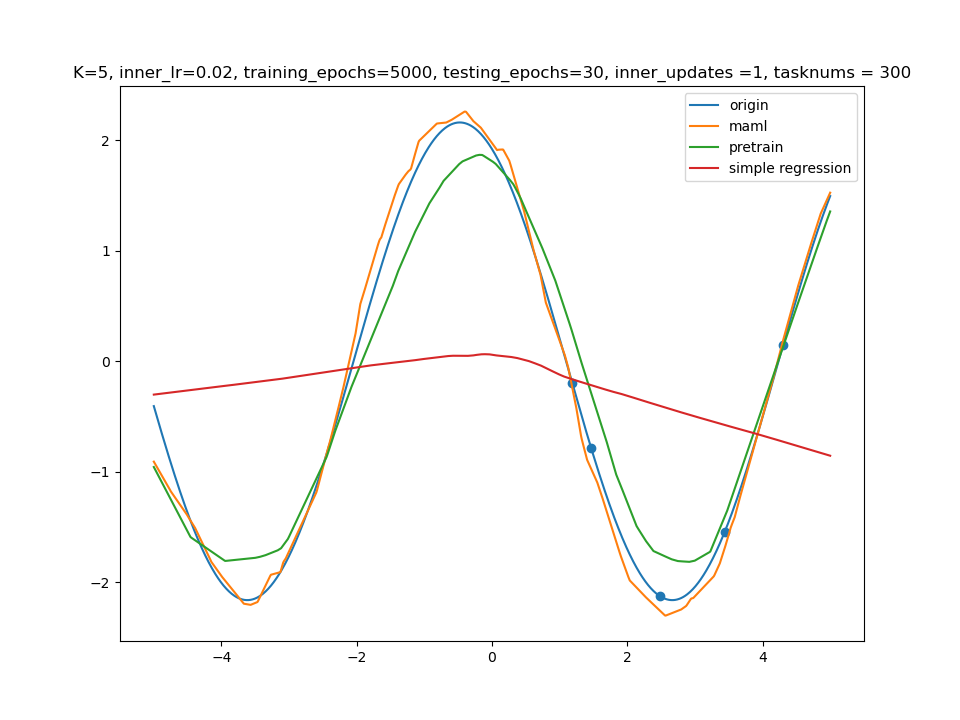 K=5, inner_lr=0.02, training_epochs=5000, testing_epochs=30, inner_updates =1, tasknums = 300
origin
maml
pretrain
simple regression
2
1
0
−1
−2
−4
−2
0
2
4